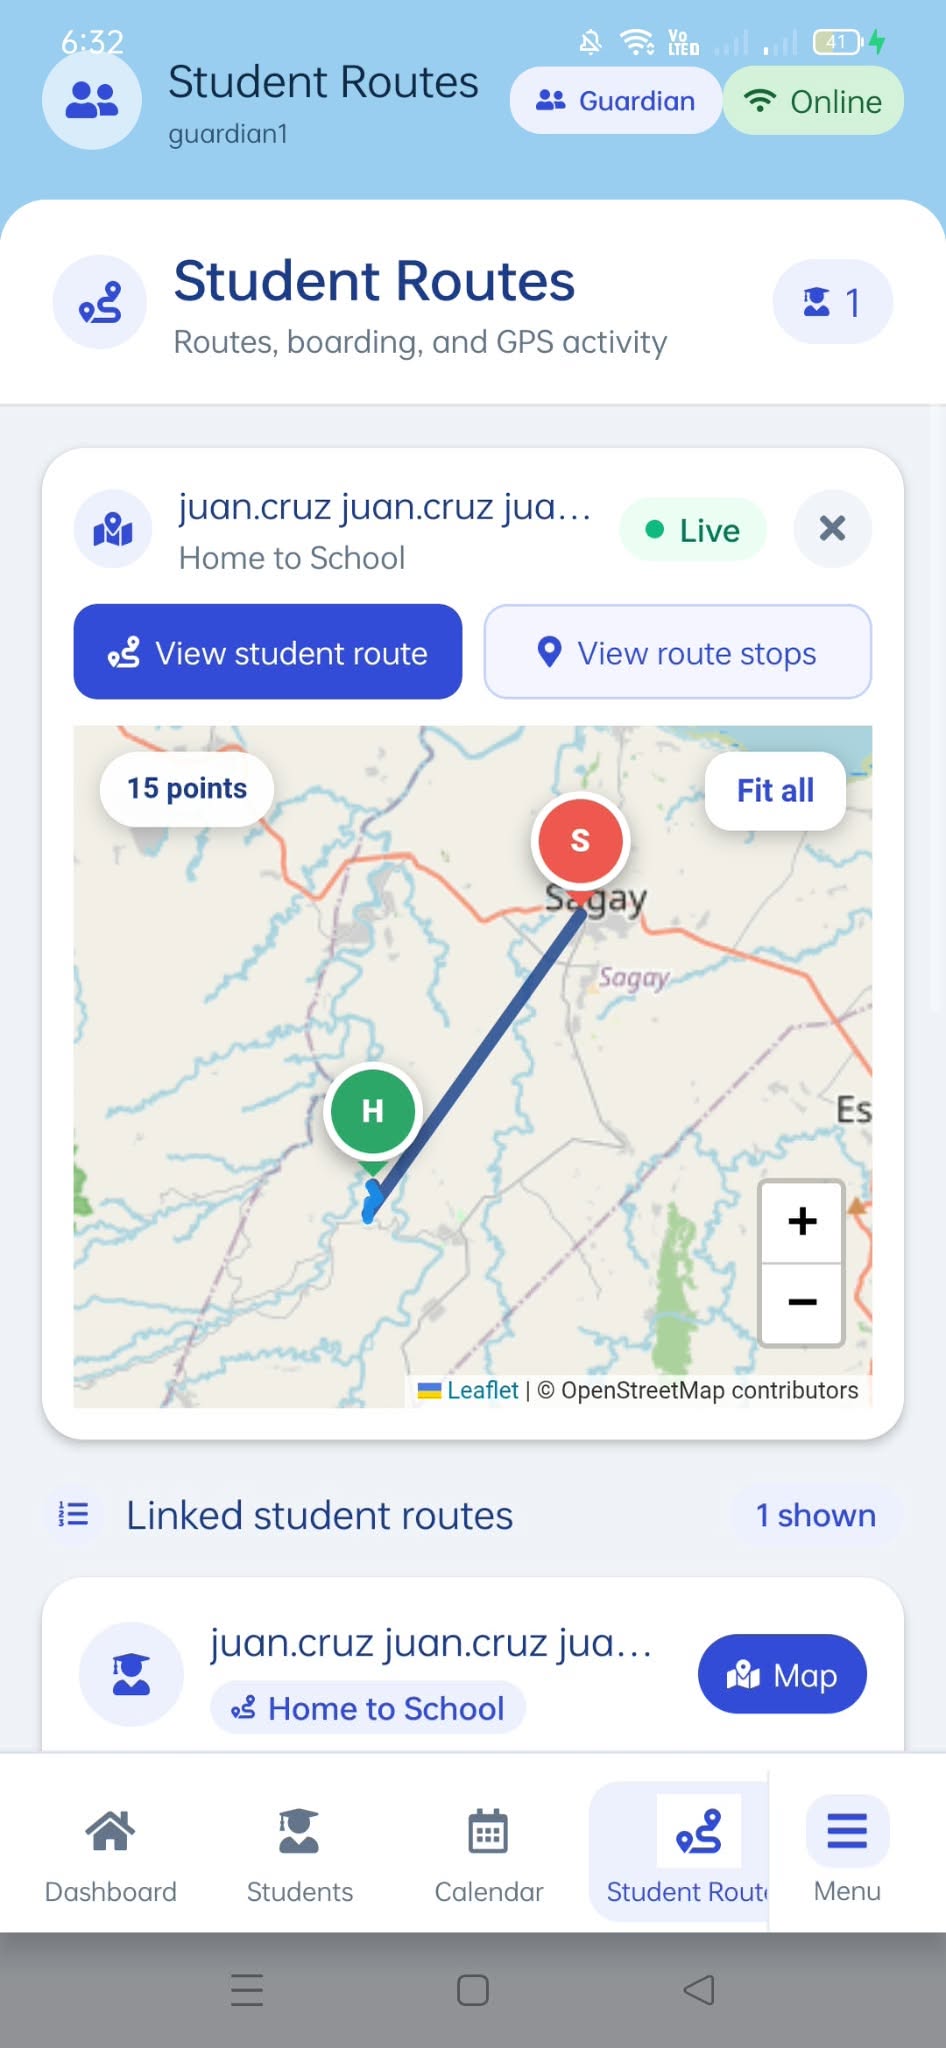 6:32
Vo
LTE
41
Student Routes
guardian1
Guardian
Online
Student Routes
Routes, boarding, and GPS activity
1
juan.cruz juan.cruz jua...
Home to School
Live
View student route
View route stops
15 points
Fit all
S
Sagay
Sagay
H
Es
+
−
Leaflet | © OpenStreetMap contributors
Linked student routes
1 shown
juan.cruz juan.cruz jua...
Home to School
Map
Dashboard
Students
Calendar
Student Rout
Menu